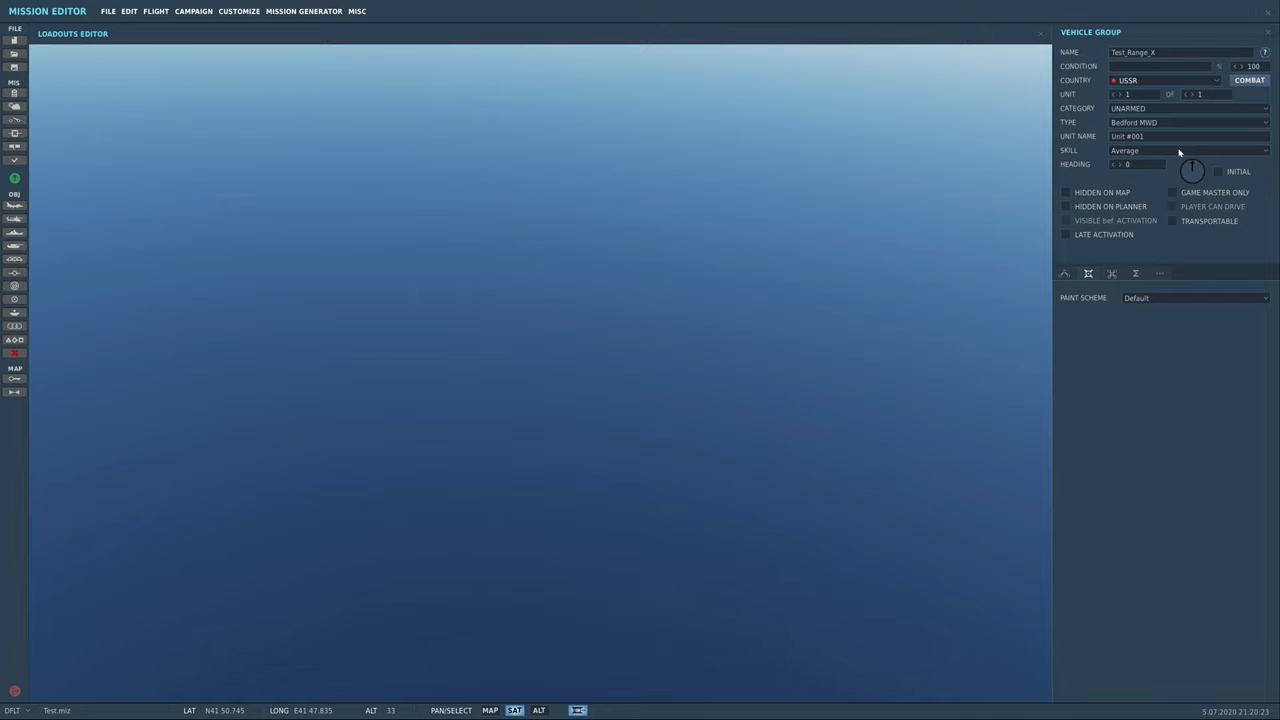 MISSION EDITOR FILE EDIT FLIGHT CAMPAIGN CUSTOMIZE MISSION GENERATOR MISC
FILE
LOADOUTS EDITOR
VEHICLE GROUP
NAME Test_Range_X ?
CONDITION % 100
COUNTRY USSR COMBAT
UNIT 1 OF 1
CATEGORY UNARMED
TYPE Bedford MWD
UNIT NAME Unit #001
SKILL Average
HEADING 0 INITIAL
HIDDEN ON MAP GAME MASTER ONLY
HIDDEN ON PLANNER PLAYER CAN DRIVE
VISIBLE bef. ACTIVATION TRANSPORTABLE
LATE ACTIVATION
PAINT SCHEME Default
MIS
OBJ
MAP
DFLT Test.miz LAT N41 50.745 LONG E41 47.835 ALT 33 PAN/SELECT MAP SAT ALT 5.07.2020 21:20:23